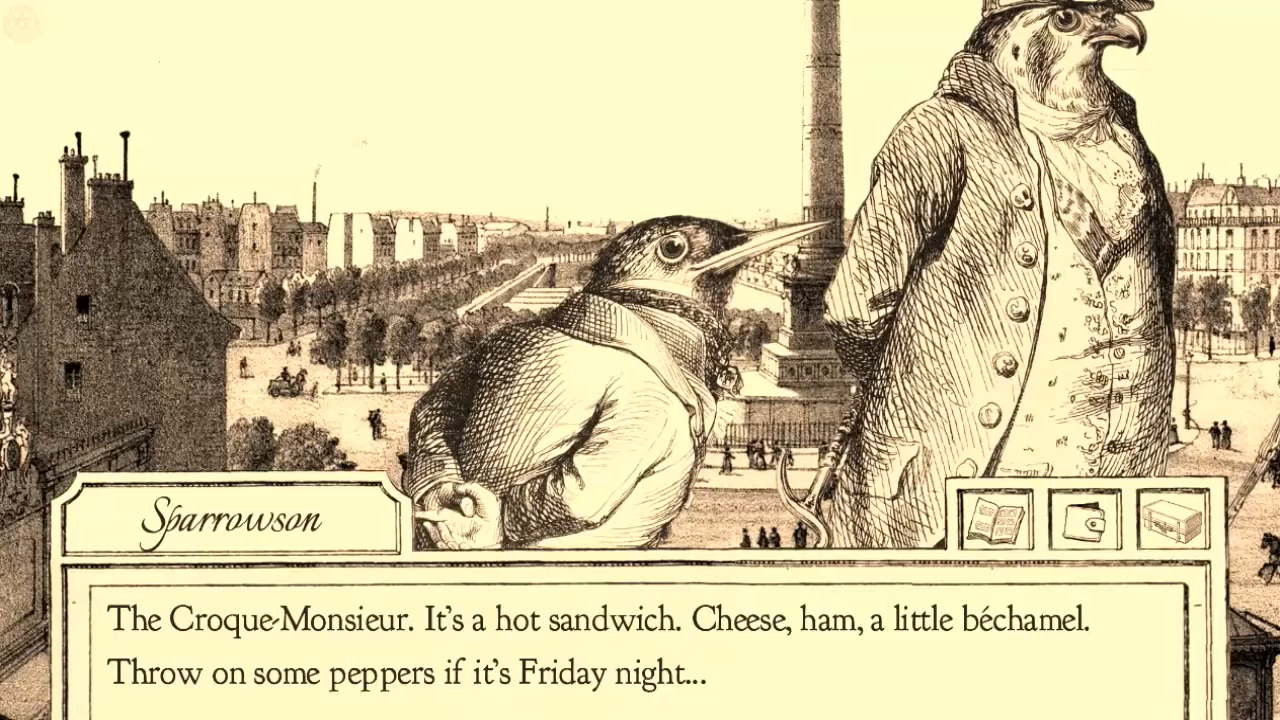 Sparrowson
The Croque-Monsieur. It's a hot sandwich. Cheese, ham, a little béchamel.
Throw on some peppers if it's Friday night...